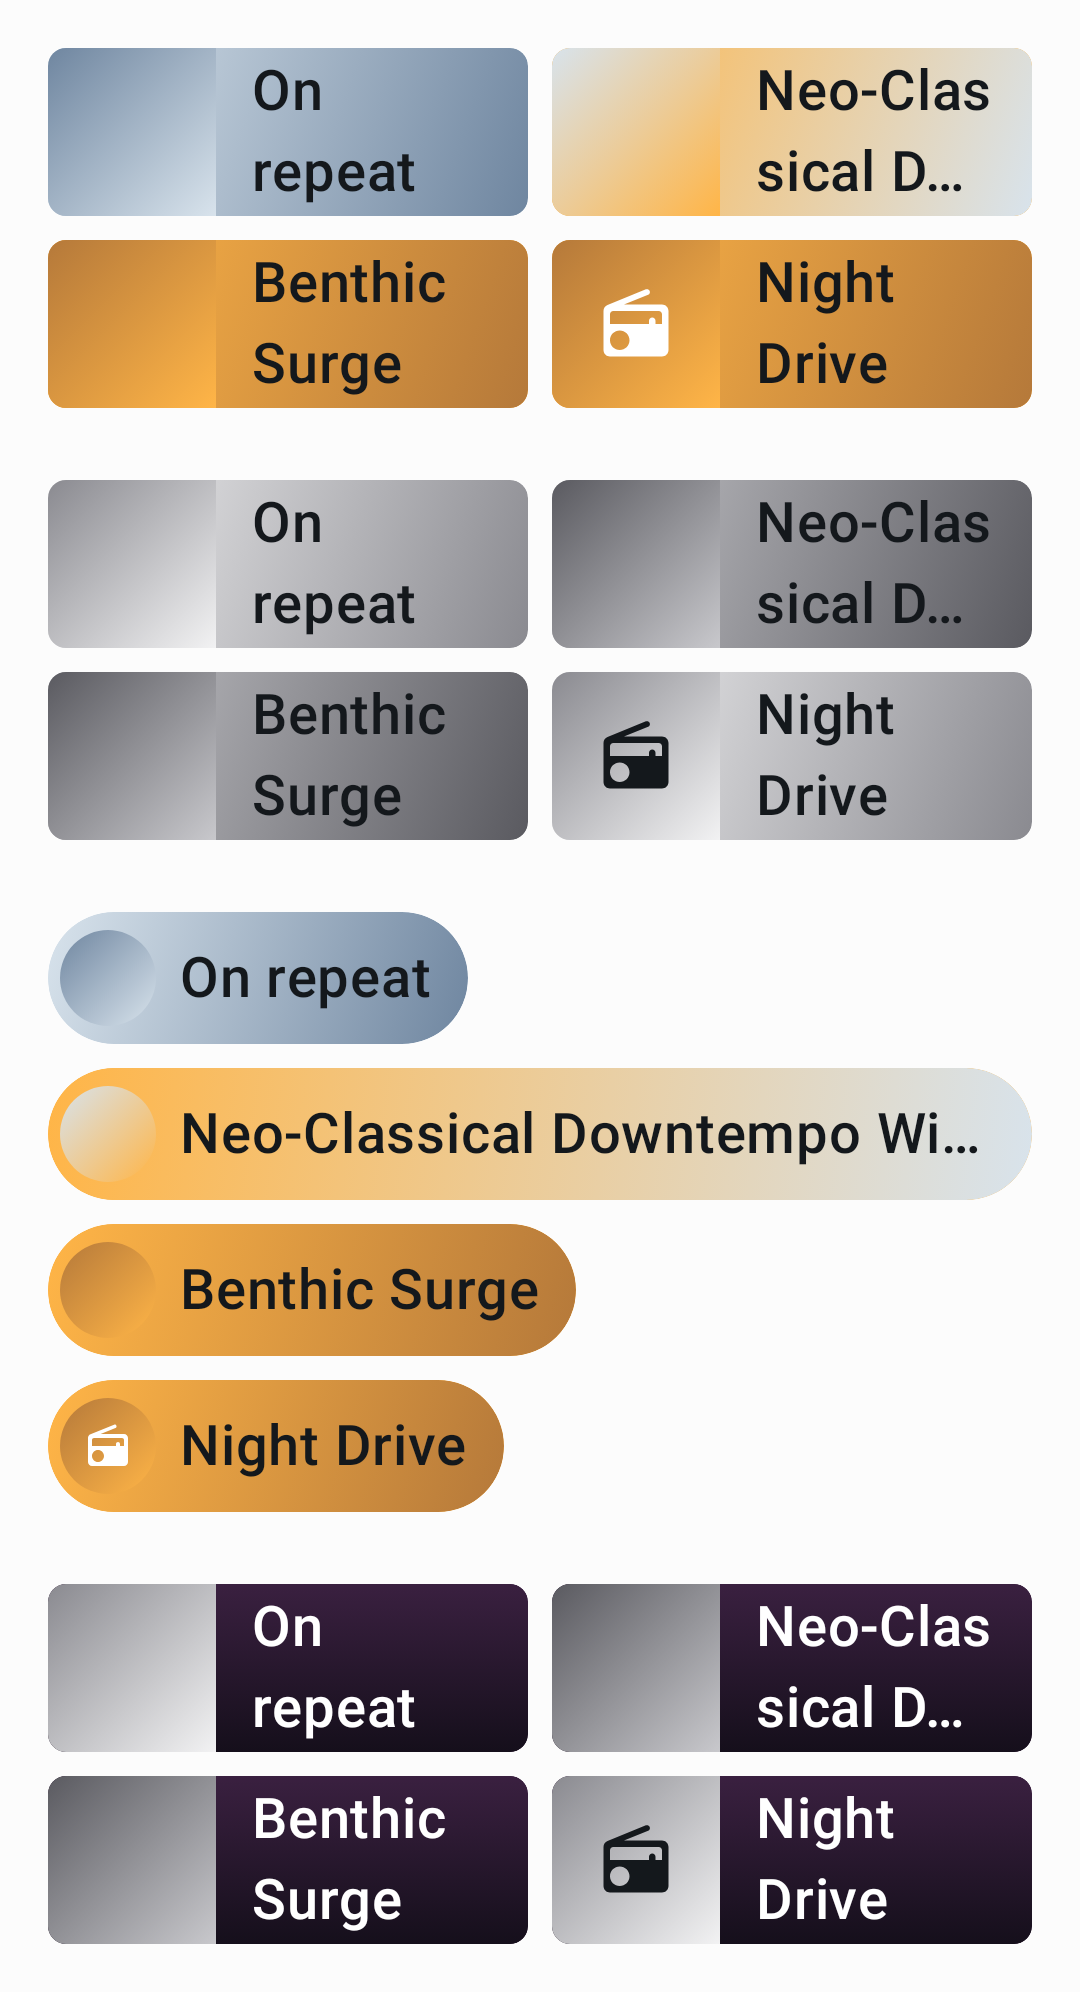 On
repeat
Neo-Clas
sical D…
Benthic
Surge
Night
Drive
On
repeat
Neo-Clas
sical D…
Benthic
Surge
Night
Drive
On repeat
Neo-Classical Downtempo Wi…
Benthic Surge
Night Drive
On
repeat
Neo-Clas
sical D…
Benthic
Surge
Night
Drive